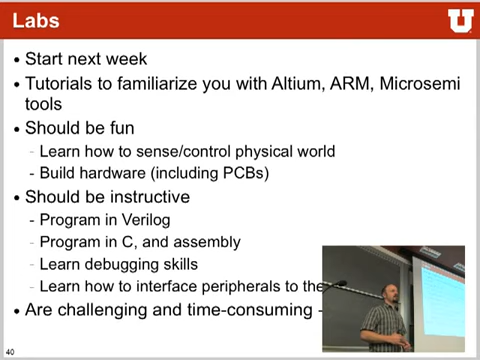 Labs
U
• Start next week
• Tutorials to familiarize you with Altium, ARM, Microsemi
tools
• Should be fun
- Learn how to sense/control physical world
- Build hardware (including PCBs)
• Should be instructive
- Program in Verilog
- Program in C, and assembly
- Learn debugging skills
- Learn how to interface peripherals to the
• Are challenging and time-consuming -
40